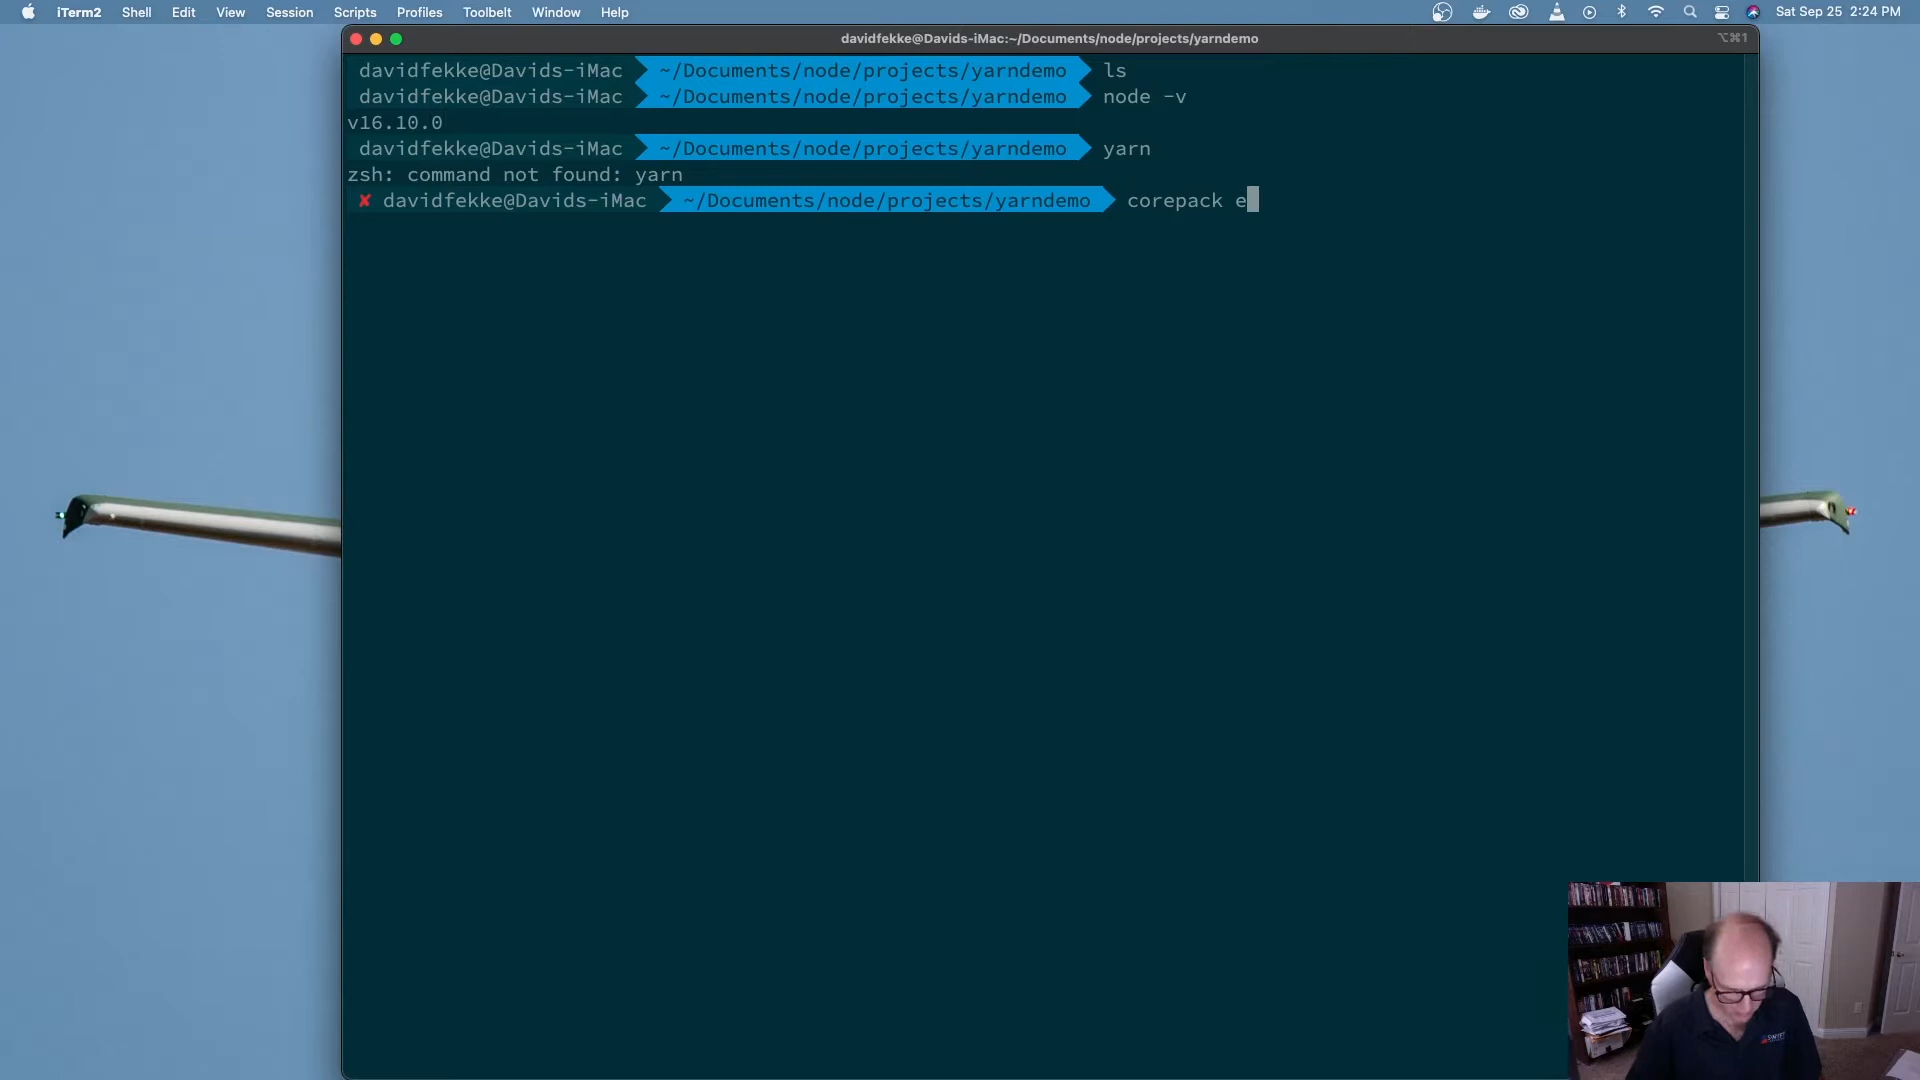 iTerm2 Shell Edit View Session Scripts Profiles Toolbelt Window Help Sat Sep 25 2:24 PM
davidfekke@Davids-iMac:~/Documents/node/projects/yarndemo ⌥⌘1
davidfekke@Davids-iMac ~/Documents/node/projects/yarndemo ls
davidfekke@Davids-iMac ~/Documents/node/projects/yarndemo node -v
v16.10.0
davidfekke@Davids-iMac ~/Documents/node/projects/yarndemo yarn
zsh: command not found: yarn
✘ davidfekke@Davids-iMac ~/Documents/node/projects/yarndemo corepack e